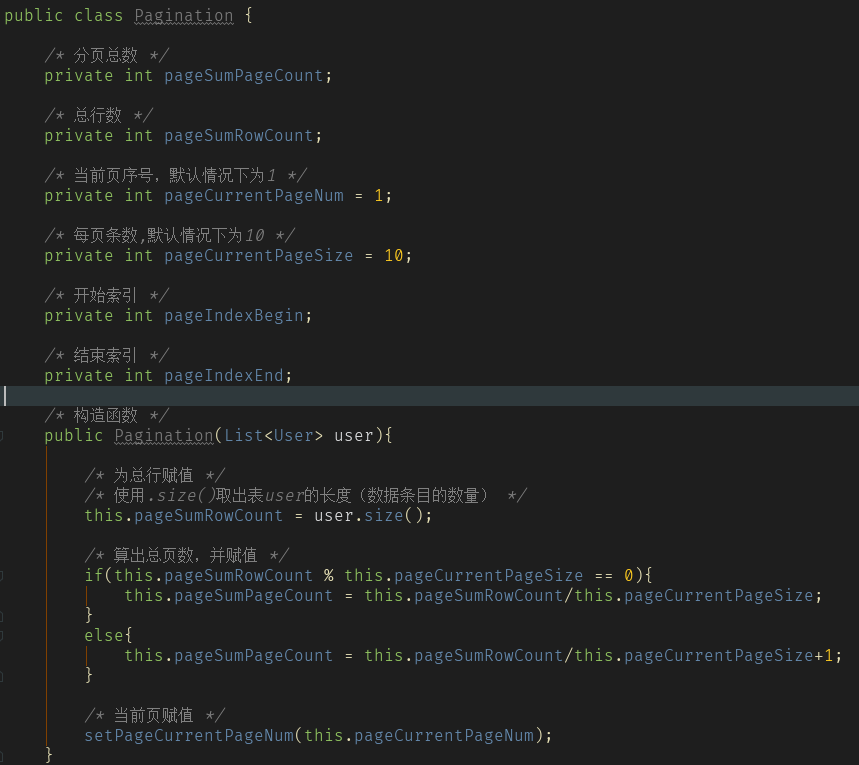 public class Pagination {
/* 分页总数 */
private int pageSumPageCount;
/* 总行数 */
private int pageSumRowCount;
/* 当前页序号，默认情况下为1 */
private int pageCurrentPageNum = 1;
/* 每页条数,默认情况下为10 */
private int pageCurrentPageSize = 10;
/* 开始索引 */
private int pageIndexBegin;
/* 结束索引 */
private int pageIndexEnd;
/* 构造函数 */
public Pagination(List<User> user){
/* 为总行赋值 */
/* 使用.size()取出表user的长度（数据条目的数量） */
this.pageSumRowCount = user.size();
/* 算出总页数，并赋值 */
if(this.pageSumRowCount % this.pageCurrentPageSize == 0){
this.pageSumPageCount = this.pageSumRowCount/this.pageCurrentPageSize;
}
else{
this.pageSumPageCount = this.pageSumRowCount/this.pageCurrentPageSize+1;
}
/* 当前页赋值 */
setPageCurrentPageNum(this.pageCurrentPageNum);
}